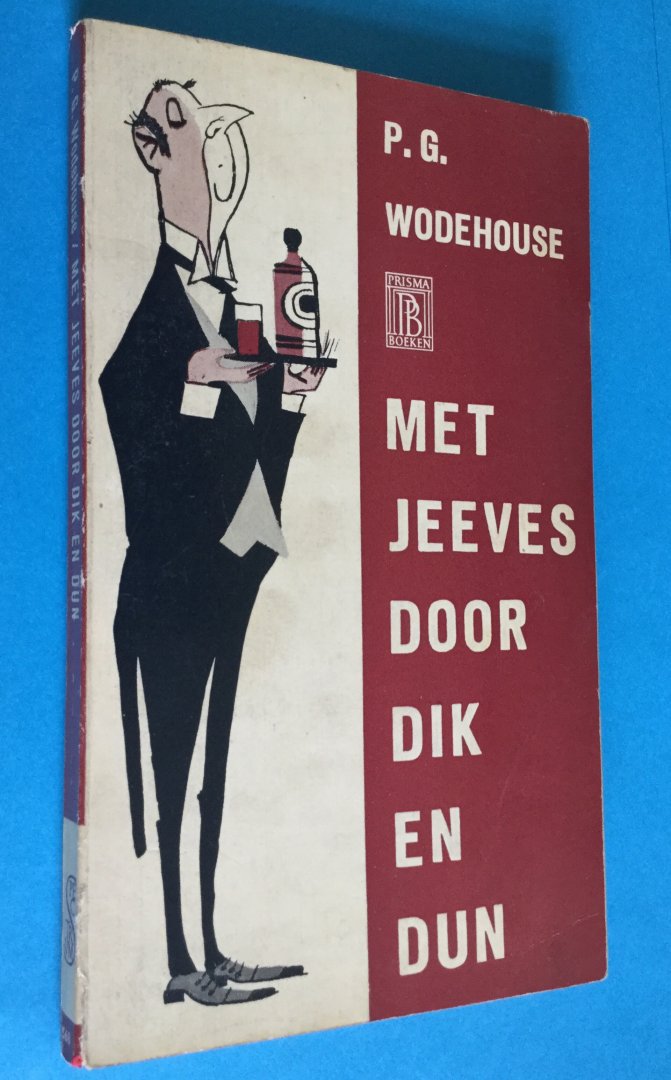 P. G.
WODEHOUSE
PRISMA
PB
BOEKEN
MET
JEEVES
DOOR
DIK
EN
DUN
P. G. Wodehouse / MET JEEVES DOOR DIK EN DUN